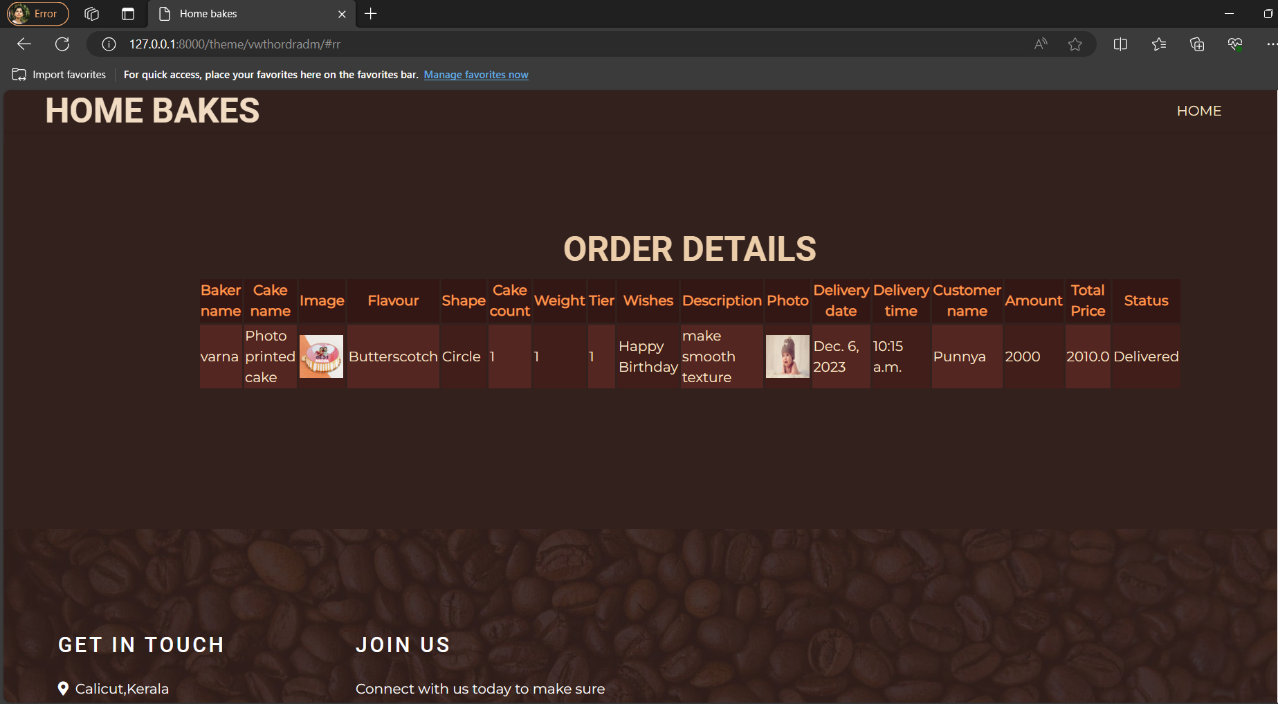 Error
Home bakes
127.0.0.1:8000/theme/vwthordradm/#rr
Import favorites
For quick access, place your favorites here on the favorites bar. Manage favorites now
HOME BAKES
HOME
ORDER DETAILS
Baker Cake Image Flavour Shape Cake Weight Tier Wishes Description Photo Delivery Delivery Customer Amount Total Status
name name count date time name Price
varna Photo printed cake Butterscotch Circle 1 1 1 Happy Birthday make smooth texture Dec. 6, 2023 10:15 a.m. Punnya 2000 2010.0 Delivered
GET IN TOUCH
Calicut,Kerala
JOIN US
Connect with us today to make sure